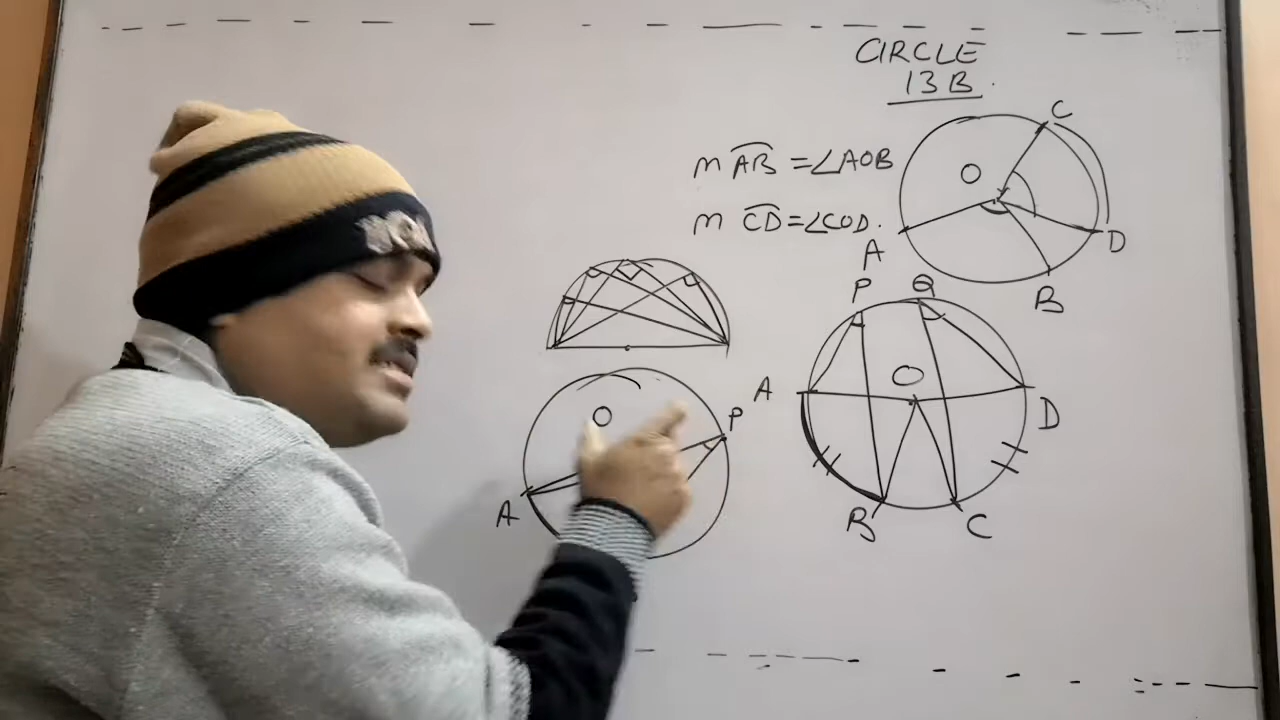 CIRCLE
13B.
m AB = ∠AOB
m CD = ∠COD.
C
O
A
D
B
P
Q
A
O
D
B
C
O
P
A